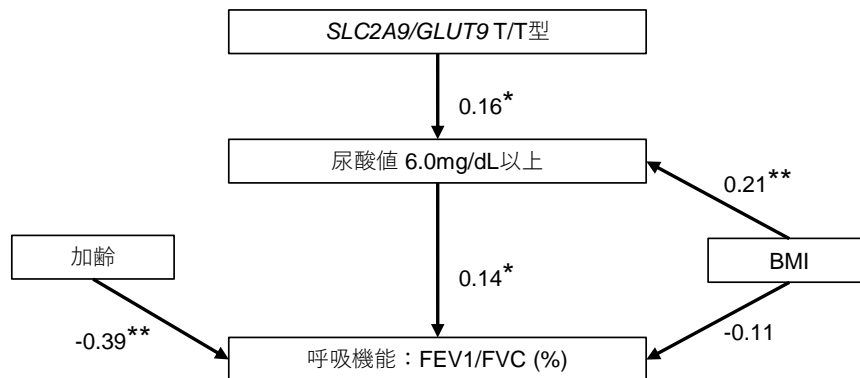 SLC2A9/GLUT9 T/T型
0.16*
尿酸値 6.0mg/dL以上
0.21**
加齢
BMI
0.14*
-0.39**
-0.11
呼吸機能：FEV1/FVC (%)